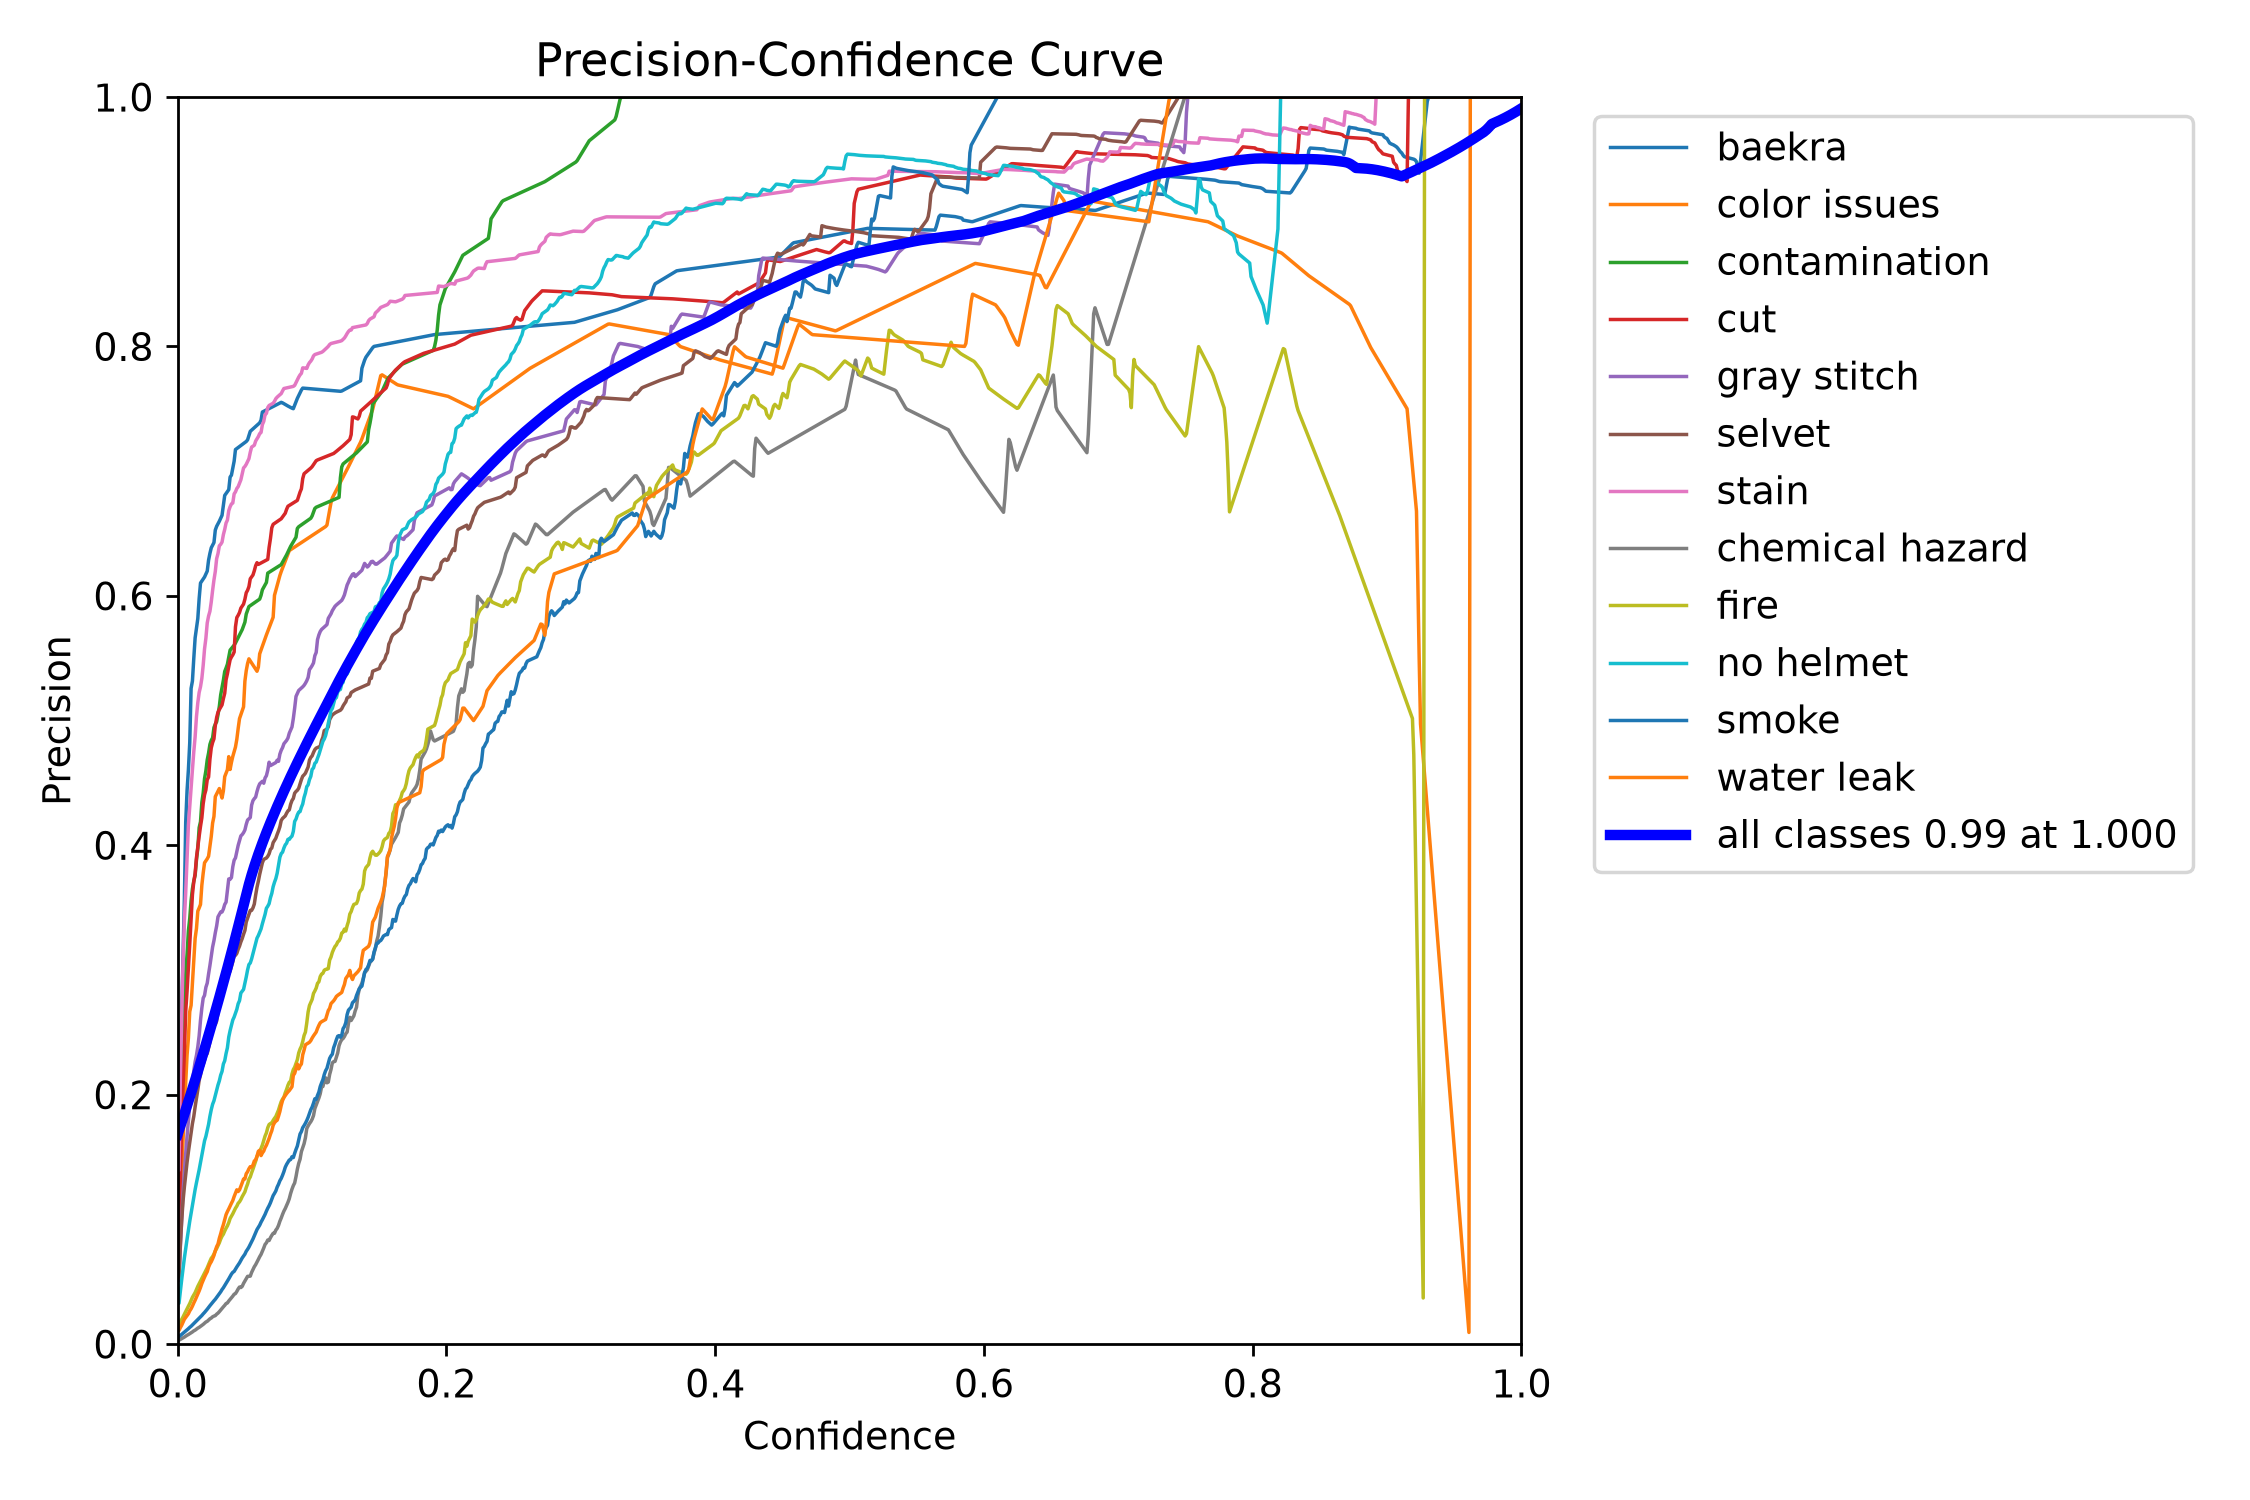 Precision-Confidence Curve
1.0
0.8
0.6
0.4
0.2
0.0
Precision
0.0 0.2 0.4 0.6 0.8 1.0
Confidence
baekra
color issues
contamination
cut
gray stitch
selvet
stain
chemical hazard
fire
no helmet
smoke
water leak
all classes 0.99 at 1.000